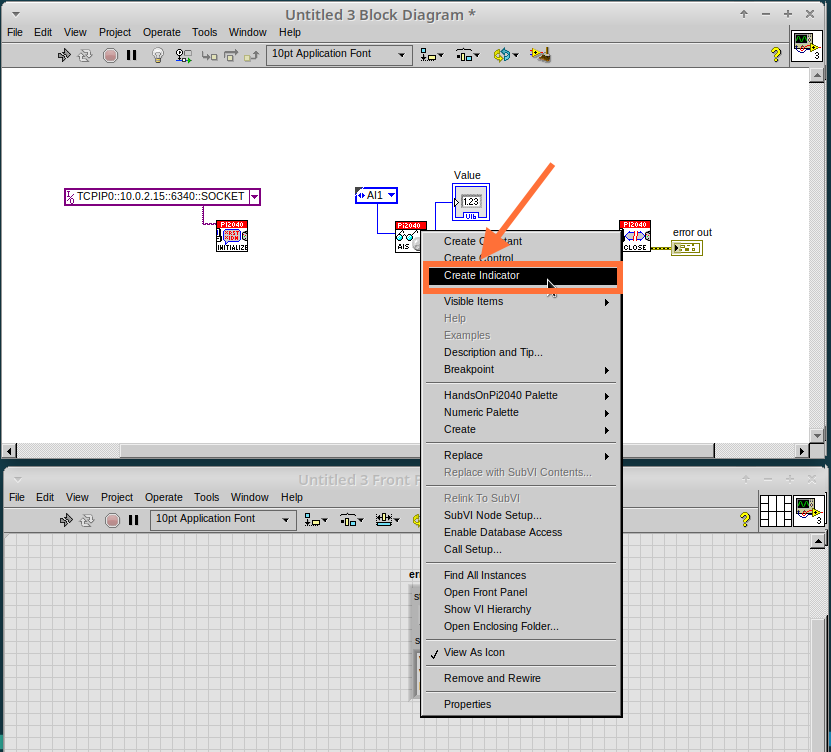 Untitled 3 Block Diagram *
File Edit View Project Operate Tools Window Help
10pt Application Font
3
TCPIP0::10.0.2.15::6340::SOCKET
AI1
Value
1.23
PI2040
INITIALIZE
PI2040
AIS
PI2040
CLOSE
error out
Create Control
Create Indicator
Visible Items
Help
Examples
Description and Tip...
Breakpoint
HandsOnPi2040 Palette
Numeric Palette
Create
Replace
Replace with SubVI Contents...
Relink To SubVI
SubVI Node Setup...
Enable Database Access
Call Setup...
Find All Instances
Open Front Panel
Show VI Hierarchy
Open Enclosing Folder...
View As Icon
Remove and Rewire
Properties
Untitled 3 Front
File Edit View Project Operate Tools Window Help
10pt Application Font
3